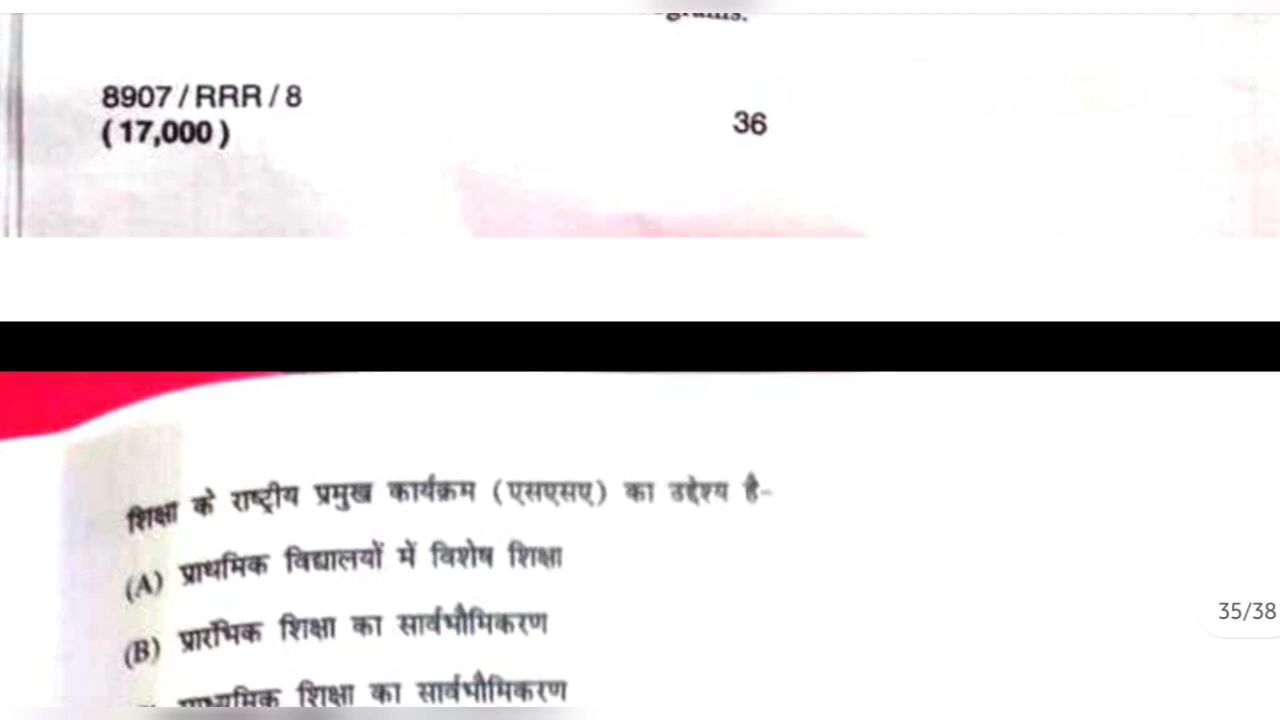 8907 / RRR / 8
( 17,000 )
36
शिक्षा के राष्ट्रीय प्रमुख कार्यक्रम (एसएसए) का उद्देश्य है-
(A) प्राथमिक विद्यालयों में विशेष शिक्षा
(B) प्रारंभिक शिक्षा का सार्वभौमिकरण
35/38
माध्यमिक शिक्षा का सार्वभौमिकरण